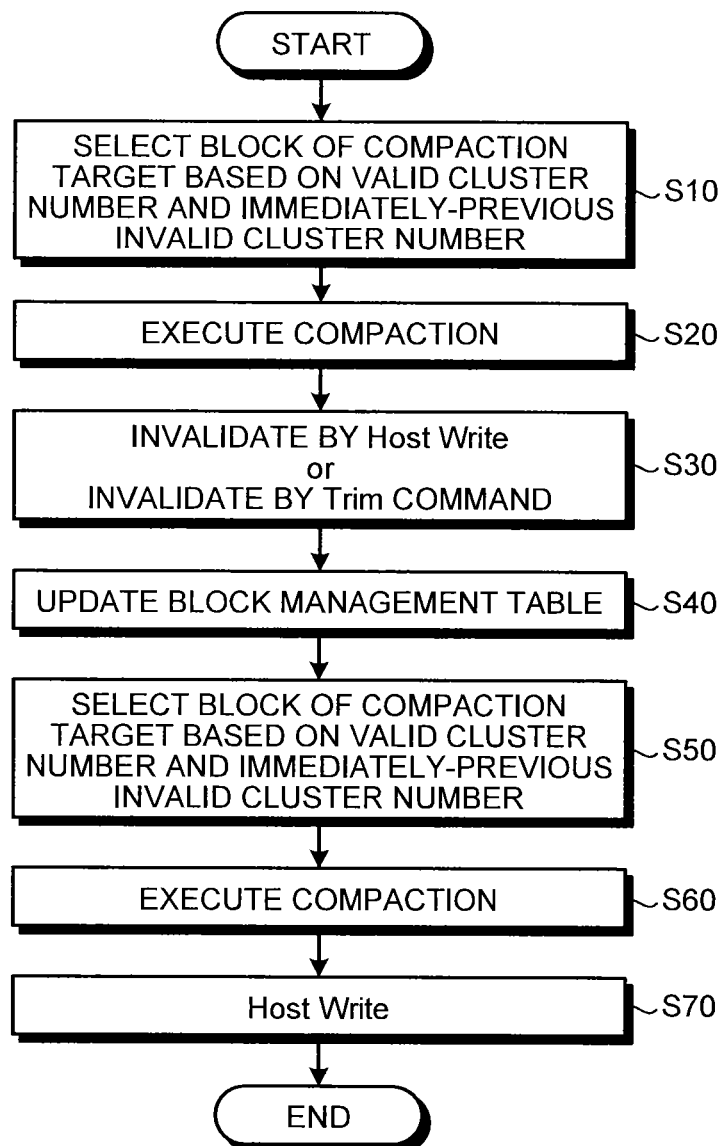 START
SELECT BLOCK OF COMPACTION
TARGET BASED ON VALID CLUSTER
NUMBER AND IMMEDIATELY-PREVIOUS
INVALID CLUSTER NUMBER
S10
EXECUTE COMPACTION
S20
INVALIDATE BY Host Write
or
INVALIDATE BY Trim COMMAND
S30
UPDATE BLOCK MANAGEMENT TABLE
S40
SELECT BLOCK OF COMPACTION
TARGET BASED ON VALID CLUSTER
NUMBER AND IMMEDIATELY-PREVIOUS
INVALID CLUSTER NUMBER
S50
EXECUTE COMPACTION
S60
Host Write
S70
END